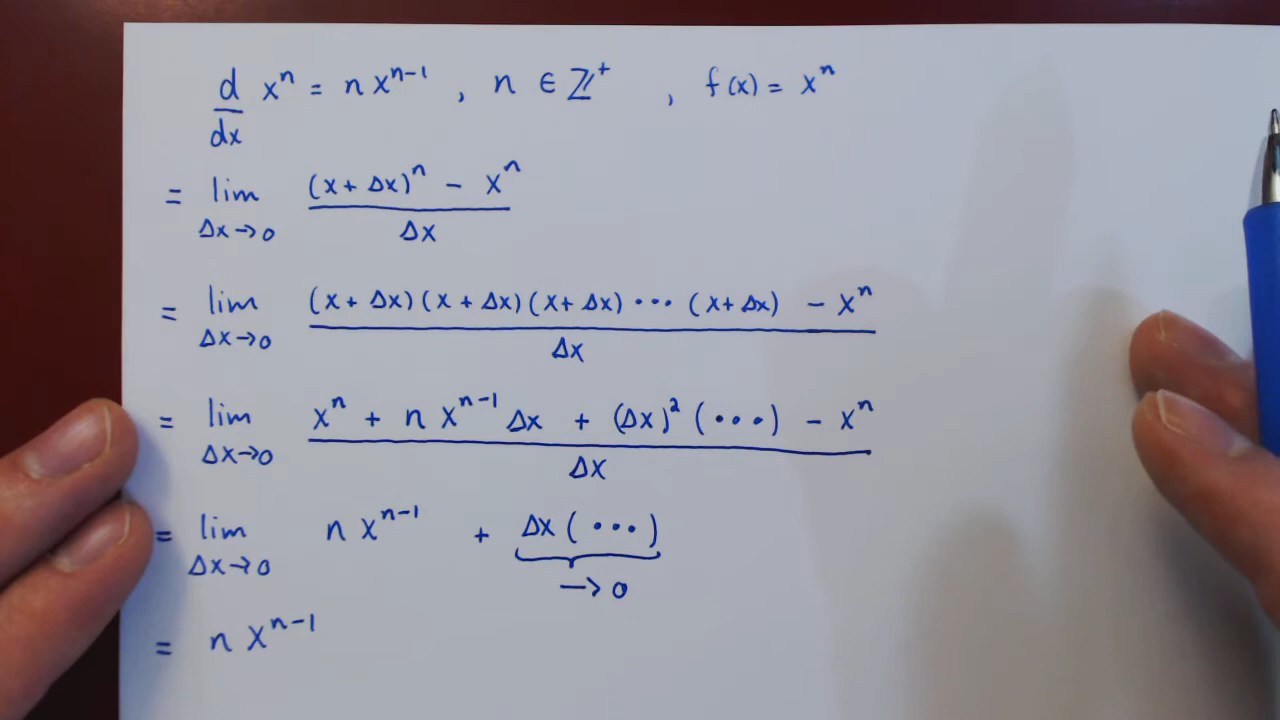 d/dx xⁿ = n xⁿ⁻¹ , n ∈ ℤ⁺ , f(x) = xⁿ
= lim Δx→0 ((x + Δx)ⁿ − xⁿ) / Δx
= lim Δx→0 ((x + Δx)(x + Δx)(x + Δx) ··· (x + Δx) − xⁿ) / Δx
= lim Δx→0 (xⁿ + n xⁿ⁻¹ Δx + (Δx)² (···) − xⁿ) / Δx
= lim Δx→0 n xⁿ⁻¹ + Δx (···)
→ 0
= n xⁿ⁻¹